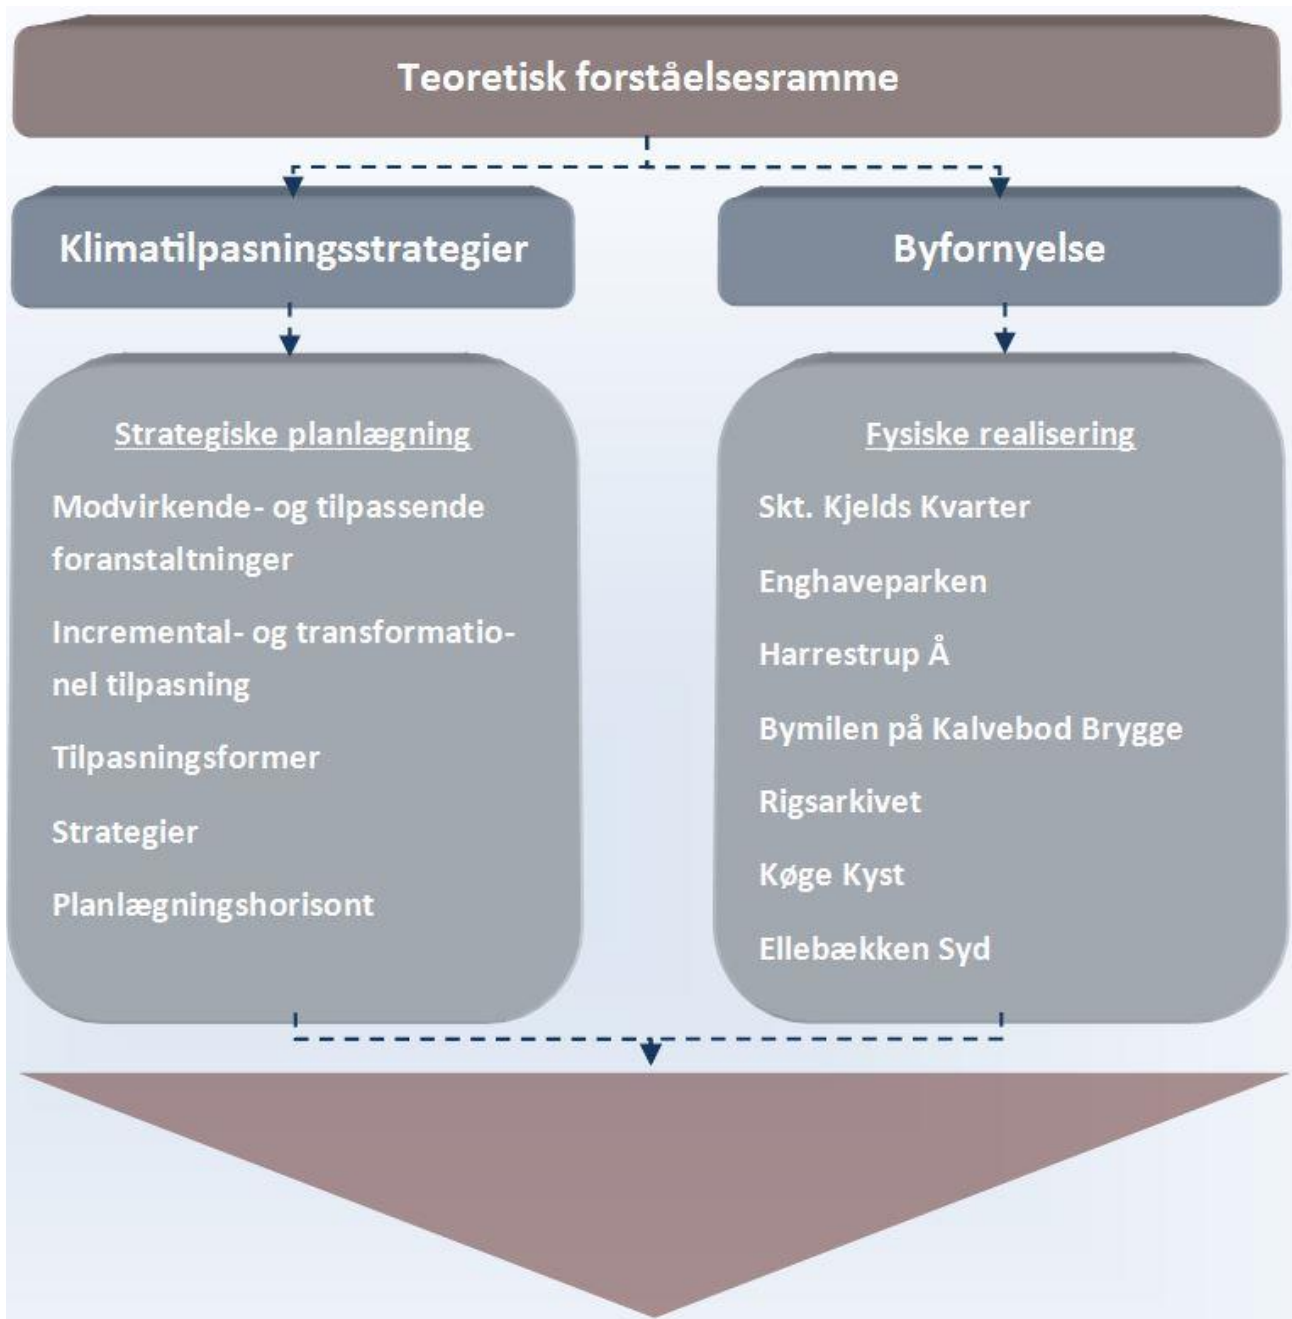 Teoretisk forståelsesramme
Klimatilpasningsstrategier
Byfornyelse
Strategiske planlægning
Modvirkende- og tilpassende
foranstaltninger
Incremental- og transformatio-
nel tilpasning
Tilpasningsformer
Strategier
Planlægningshorisont
Fysiske realisering
Skt. Kjelds Kvarter
Enghaveparken
Harrestrup Å
Bymilen på Kalvebod Brygge
Rigsarkivet
Køge Kyst
Ellebækken Syd